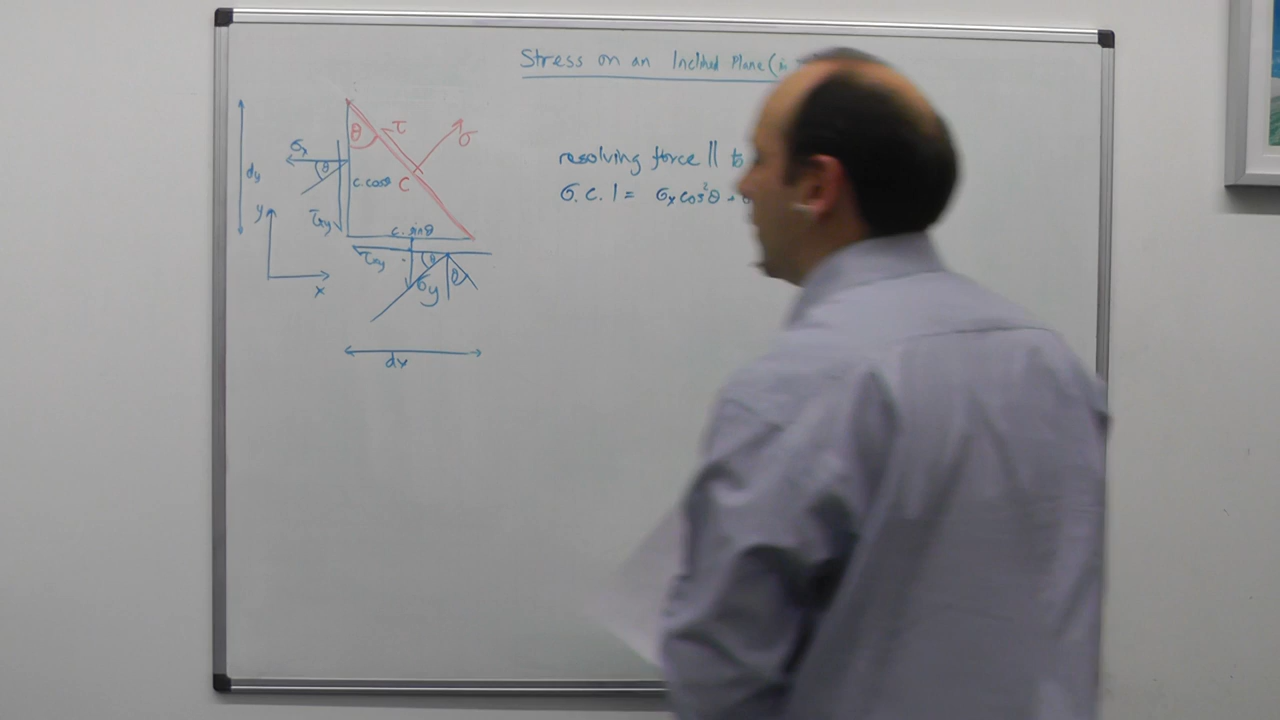 Stress on an Inclined Plane (in
resolving force || to
σ. c. 1 = σx cos²θ +
θ
τ
σ
σx
θ
dy
c.cosθ
c
τxy
y
c. sinθ
τxy
θ
θ
σy
x
dx